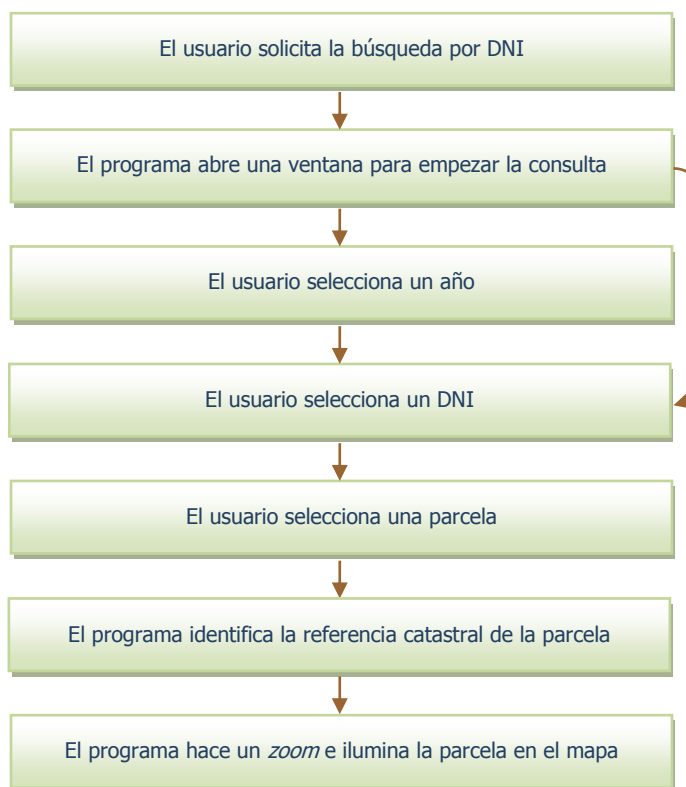 El usuario solicita la búsqueda por DNI
El programa abre una ventana para empezar la consulta
El usuario selecciona un año
El usuario selecciona un DNI
El usuario selecciona una parcela
El programa identifica la referencia catastral de la parcela
El programa hace un zoom e ilumina la parcela en el mapa